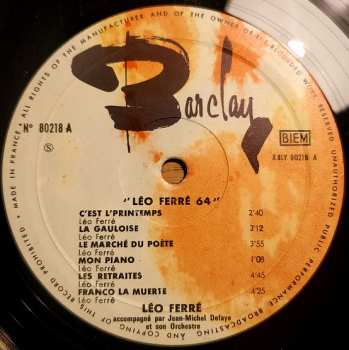 ALL RIGHTS OF THE MANUFACTURER AND OF THE OWNER OF THE RECORDED WORK RESERVED UNAUTHORIZED PUBLIC PERFORMANCE BROADCASTING AND COPYING OF THIS RECORD PROHIBITED • MADE IN FRANCE •
Barclay
N° 80218 A
BIEM
Ⓢ
XBLY 80218 A
"LÉO FERRÉ 64"
C'EST L'PRINTEMPS 2'40
Léo Ferré
LA GAULOISE 3'12
Léo Ferré
LE MARCHÉ DU POÈTE 3'55
Léo Ferré
MON PIANO 1'08
Léo Ferré
LES RETRAITES 4'45
Léo Ferré
FRANCO LA MUERTE 4'25
Léo Ferré
LÉO FERRÉ
accompagné par Jean-Michel Defaye
et son Orchestre